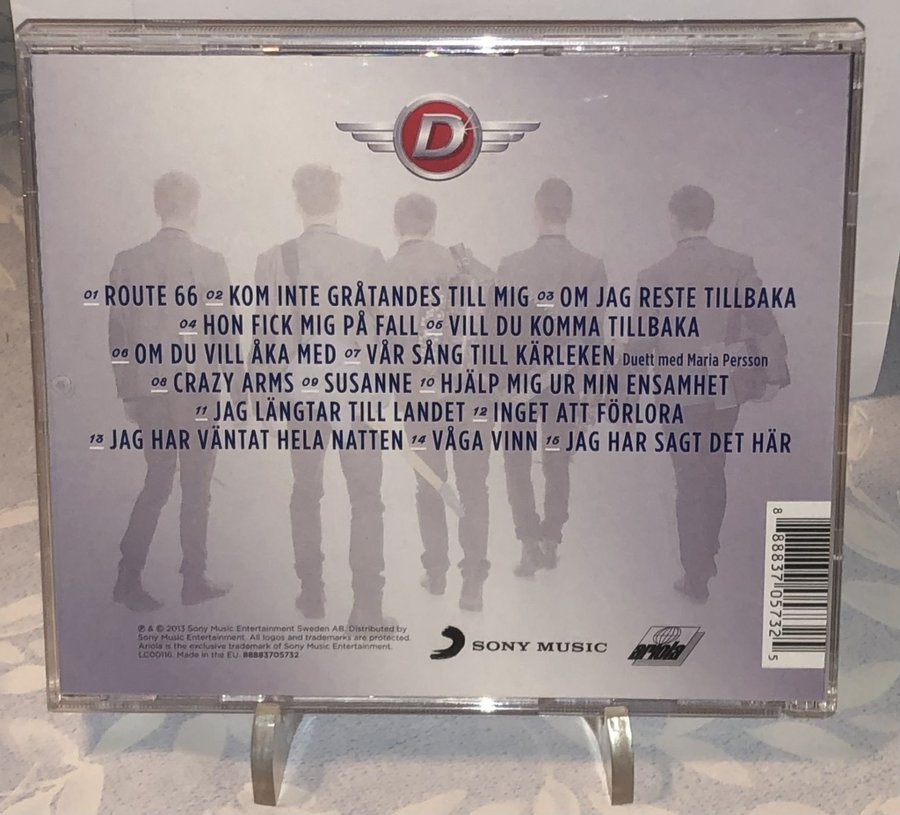 D
01 ROUTE 66 02 KOM INTE GRÅTANDES TILL MIG 03 OM JAG RESTE TILLBAKA
04 HON FICK MIG PÅ FALL 05 VILL DU KOMMA TILLBAKA
06 OM DU VILL ÅKA MED 07 VÅR SÅNG TILL KÄRLEKEN Duett med Maria Persson
08 CRAZY ARMS 09 SUSANNE 10 HJÄLP MIG UR MIN ENSAMHET
11 JAG LÄNGTAR TILL LANDET 12 INGET ATT FÖRLORA
13 JAG HAR VÄNTAT HELA NATTEN 14 VÅGA VINN 15 JAG HAR SAGT DET HÄR
℗ & © 2013 Sony Music Entertainment Sweden AB. Distributed by
Sony Music Entertainment. All logos and trademarks are protected.
Ariola is the exclusive trademark of Sony Music Entertainment.
LC00116. Made in the EU. 88883705732
SONY MUSIC
ariola
8 88837 05732 5